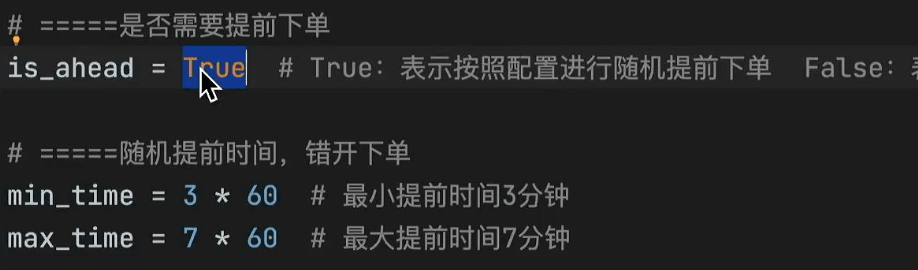 # =====是否需要提前下单
is_ahead = True  # True: 表示按照配置进行随机提前下单  False:
# =====随机提前时间，错开下单
min_time = 3 * 60  # 最小提前时间3分钟
max_time = 7 * 60  # 最大提前时间7分钟